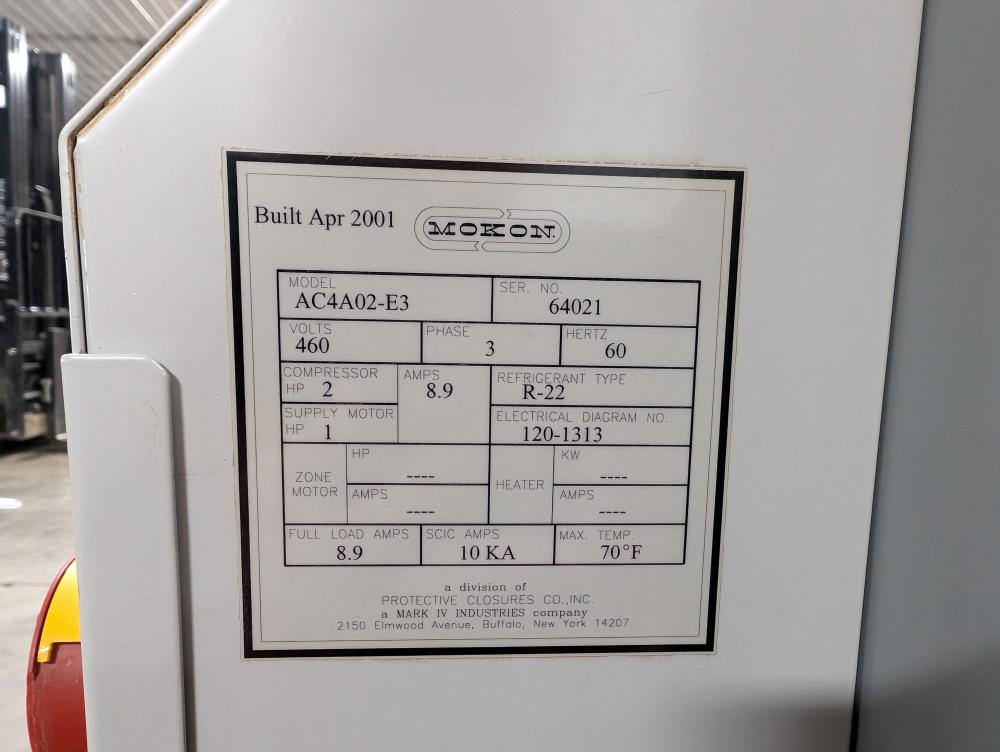 Built Apr 2001 MOKON
MODEL SER. NO.
AC4A02-E3 64021
VOLTS PHASE HERTZ
460 3 60
COMPRESSOR AMPS REFRIGERANT TYPE
HP 2 8.9 R-22
SUPPLY MOTOR ELECTRICAL DIAGRAM NO.
HP 1 120-1313
ZONE MOTOR HP ---- HEATER KW ----
AMPS ---- AMPS ----
FULL LOAD AMPS SCIC AMPS MAX. TEMP.
8.9 10 KA 70°F
a division of
PROTECTIVE CLOSURES CO.,INC.
a MARK IV INDUSTRIES company
2150 Elmwood Avenue, Buffalo, New York 14207